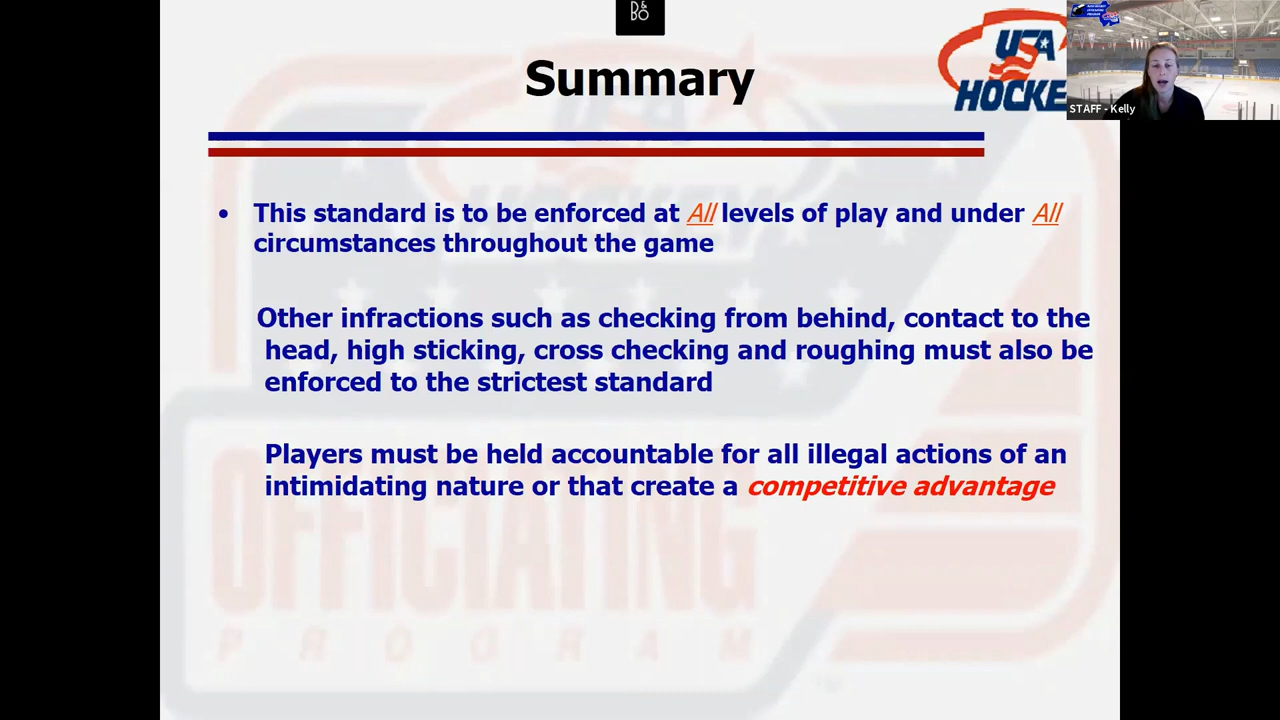 B&O
Summary
USA
HOCKE
STAFF - Kelly
• This standard is to be enforced at All levels of play and under All
circumstances throughout the game
Other infractions such as checking from behind, contact to the
head, high sticking, cross checking and roughing must also be
enforced to the strictest standard
Players must be held accountable for all illegal actions of an
intimidating nature or that create a competitive advantage
HOCKEY
OFFICIATING
PROGRAM